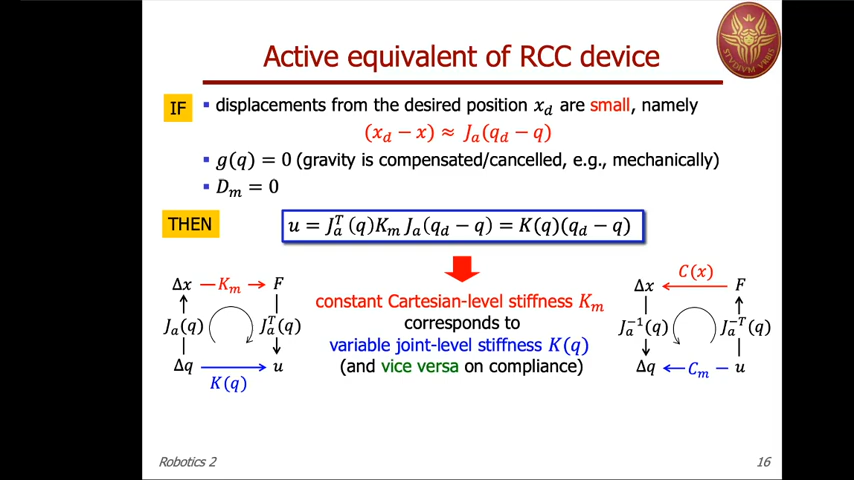 Active equivalent of RCC device
STVDIVM VRBIS
IF
▪ displacements from the desired position x_d are small, namely
(x_d − x) ≈ J_a(q_d − q)
▪ g(q) = 0 (gravity is compensated/cancelled, e.g., mechanically)
▪ D_m = 0
THEN
u = J_a^T(q)K_m J_a(q_d − q) = K(q)(q_d − q)
Δx — K_m → F
J_a(q)
J_a^T(q)
Δq
u
K(q)
constant Cartesian-level stiffness K_m
corresponds to
variable joint-level stiffness K(q)
(and vice versa on compliance)
C(x)
Δx
F
J_a^{-1}(q)
J_a^{-T}(q)
Δq ← C_m — u
Robotics 2
16